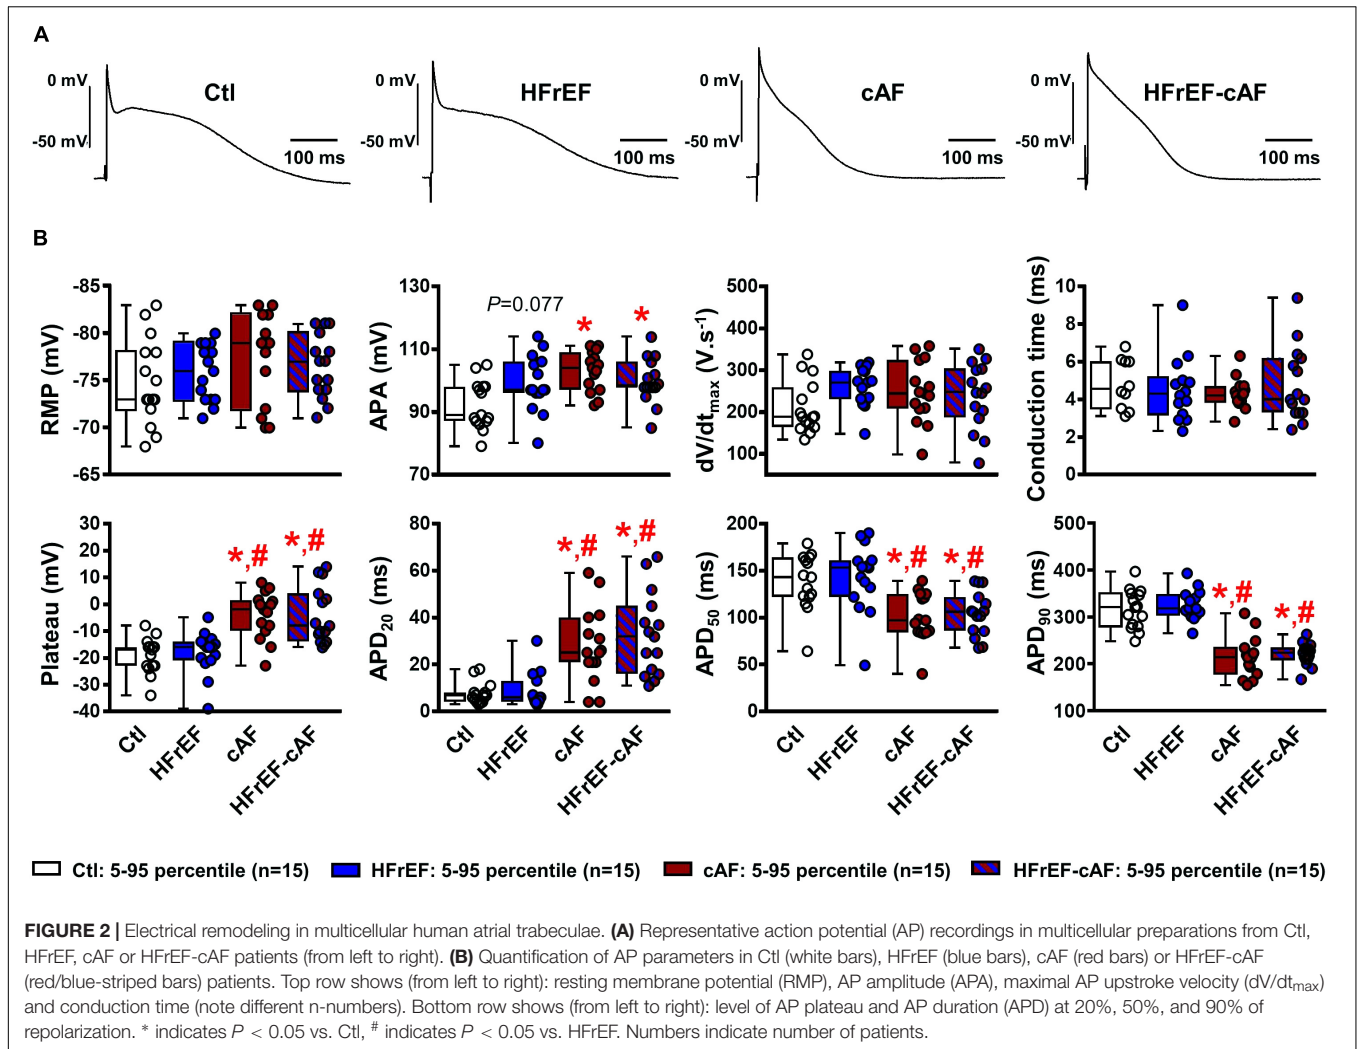 A
0 mV
-50 mV
Ctl
100 ms
0 mV
-50 mV
HFrEF
100 ms
0 mV
-50 mV
cAF
100 ms
0 mV
-50 mV
HFrEF-cAF
100 ms
B
RMP (mV)
-85
-80
-75
-70
-65
APA (mV)
130
110
90
70
P=0.077
*
*
dV/dtmax (V.s-1)
500
400
300
200
100
Conduction time (ms)
10
8
6
4
2
0
Plateau (mV)
30
20
10
0
-10
-20
-30
-40
*,#
*,#
Ctl
HFrEF
cAF
HFrEF-cAF
APD20 (ms)
80
60
40
20
0
*,#
*,#
Ctl
HFrEF
cAF
HFrEF-cAF
APD50 (ms)
200
150
100
50
0
*,#
*,#
Ctl
HFrEF
cAF
HFrEF-cAF
APD90 (ms)
500
400
300
200
100
*,#
*,#
Ctl
HFrEF
cAF
HFrEF-cAF
Ctl: 5-95 percentile (n=15)
HFrEF: 5-95 percentile (n=15)
cAF: 5-95 percentile (n=15)
HFrEF-cAF: 5-95 percentile (n=15)
FIGURE 2 | Electrical remodeling in multicellular human atrial trabeculae. (A) Representative action potential (AP) recordings in multicellular preparations from Ctl,
HFrEF, cAF or HFrEF-cAF patients (from left to right). (B) Quantification of AP parameters in Ctl (white bars), HFrEF (blue bars), cAF (red bars) or HFrEF-cAF
(red/blue-striped bars) patients. Top row shows (from left to right): resting membrane potential (RMP), AP amplitude (APA), maximal AP upstroke velocity (dV/dtmax)
and conduction time (note different n-numbers). Bottom row shows (from left to right): level of AP plateau and AP duration (APD) at 20%, 50%, and 90% of
repolarization. * indicates P < 0.05 vs. Ctl, # indicates P < 0.05 vs. HFrEF. Numbers indicate number of patients.